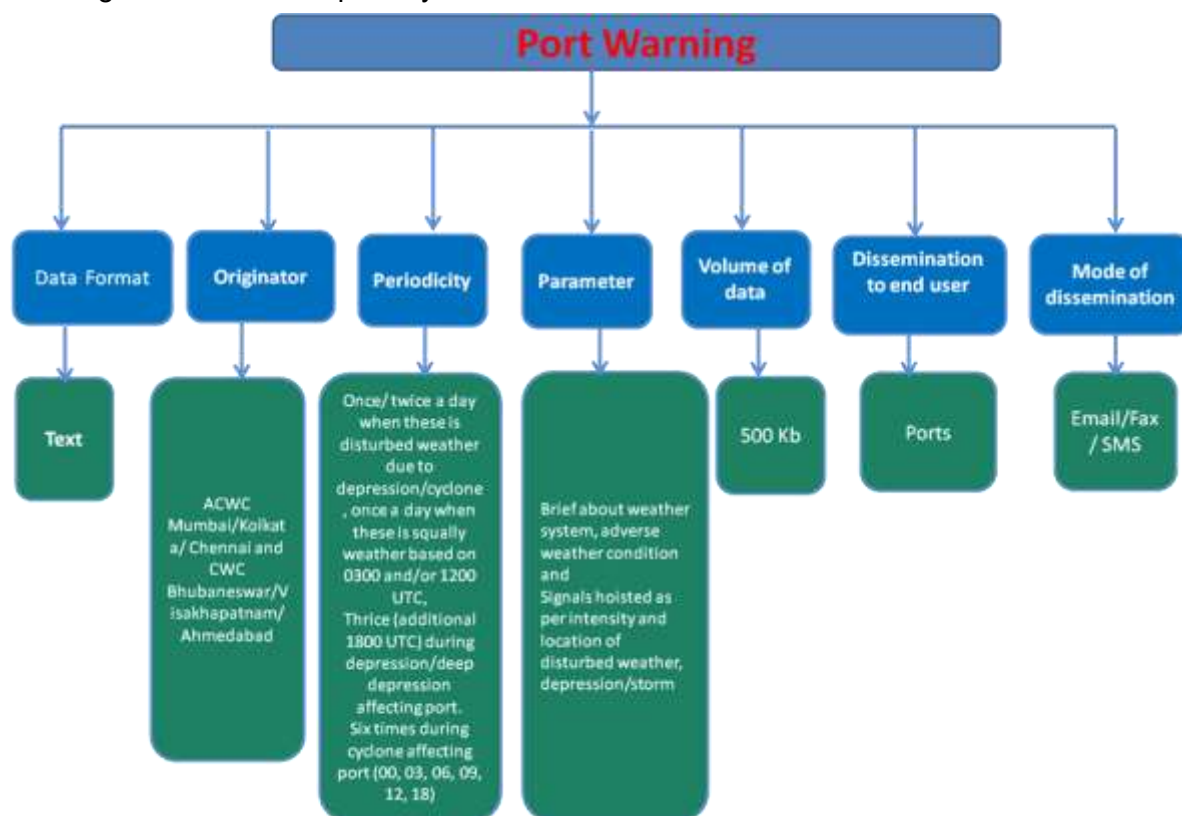 Port Warning
Data Format
Originator
Periodicity
Parameter
Volume of
data
Dissemination
to end user
Mode of
dissemination
Text
ACWC
Mumbai/Kolkat
a/ Chennai and
CWC
Bhubaneswar/V
isakhapatnam/
Ahmedabad
Once/ twice a day
when these is
disturbed weather
due to
depression/cyclone
, once a day when
these is squally
weather based on
0300 and/or 1200
UTC,
Thrice (additional
1800 UTC) during
depression/deep
depression
affecting port.
Six times during
cyclone affecting
port (00, 03, 06, 09,
12, 18)
Brief about weather
system, adverse
weather condition
and
Signals hoisted as
per intensity and
location of
disturbed weather,
depression/storm
500 Kb
Ports
Email/Fax
/ SMS